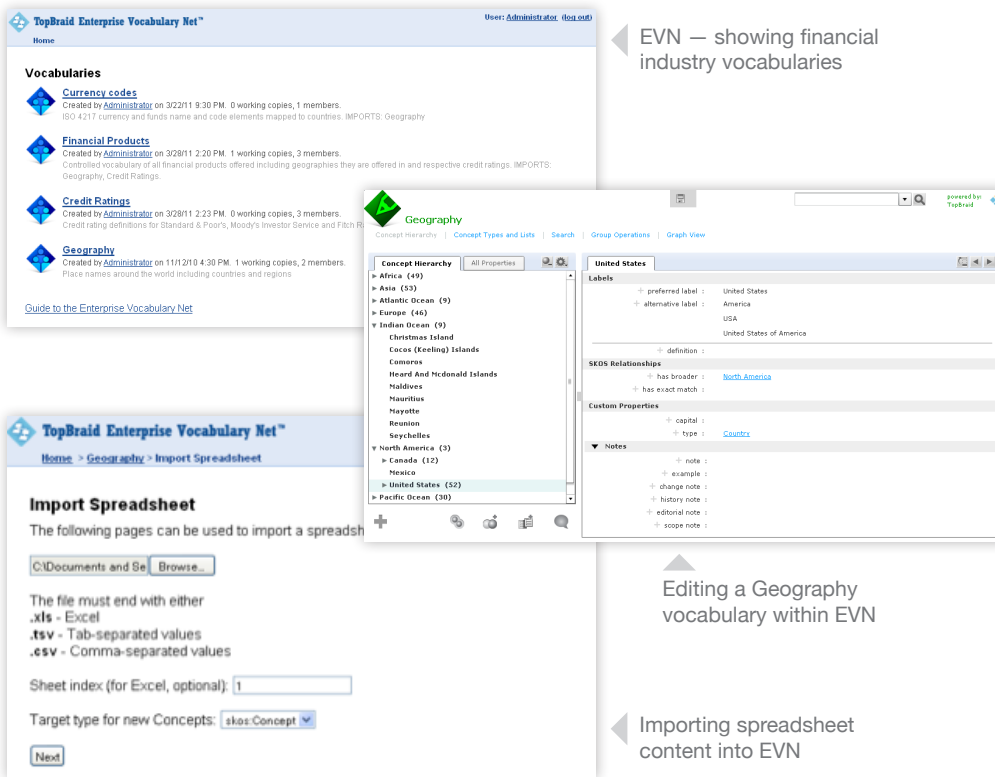 TopBraid Enterprise Vocabulary Net™
User: Administrator (log out)
Home
EVN — showing financial
industry vocabularies
Vocabularies
Currency codes
Created by Administrator on 3/22/11 9:30 PM. 0 working copies, 1 members.
ISO 4217 currency and funds name and code elements mapped to countries. IMPORTS: Geography
Financial Products
Created by Administrator on 3/28/11 2:20 PM. 1 working copies, 3 members.
Controlled vocabulary of all financial products offered including geographies they are offered in and respective credit ratings. IMPORTS:
Geography, Credit Ratings.
Credit Ratings
Created by Administrator on 3/28/11 2:23 PM. 0 working copies, 3 members.
Credit rating definitions for Standard & Poor's, Moody's Investor Service and Fitch R
Geography
Created by Administrator on 11/12/10 4:30 PM. 1 working copies, 2 members.
Place names around the world including countries and regions
Guide to the Enterprise Vocabulary Net
Geography
powered by:
TopBraid
Concept Hierarchy | Concept Types and Lists | Search | Group Operations | Graph View
Concept Hierarchy
All Properties
Africa (49)
Asia (53)
Atlantic Ocean (9)
Europe (46)
Indian Ocean (9)
Christmas Island
Cocos (Keeling) Islands
Comoros
Heard And Mcdonald Islands
Maldives
Mauritius
Mayotte
Reunion
Seychelles
North America (3)
Canada (12)
Mexico
United States (52)
Pacific Ocean (30)
United States
Labels
preferred label : United States
alternative label : America
USA
United States of America
definition :
SKOS Relationships
has broader : North America
has exact match :
Custom Properties
capital :
type : Country
Notes
note :
example :
change note :
history note :
editorial note :
scope note :
Editing a Geography
vocabulary within EVN
TopBraid Enterprise Vocabulary Net™
Home > Geography > Import Spreadsheet
Import Spreadsheet
The following pages can be used to import a spreadsh
C:\Documents and Se Browse...
The file must end with either
.xls - Excel
.tsv - Tab-separated values
.csv - Comma-separated values
Sheet index (for Excel, optional): 1
Target type for new Concepts: skos:Concept
Next
Importing spreadsheet
content into EVN